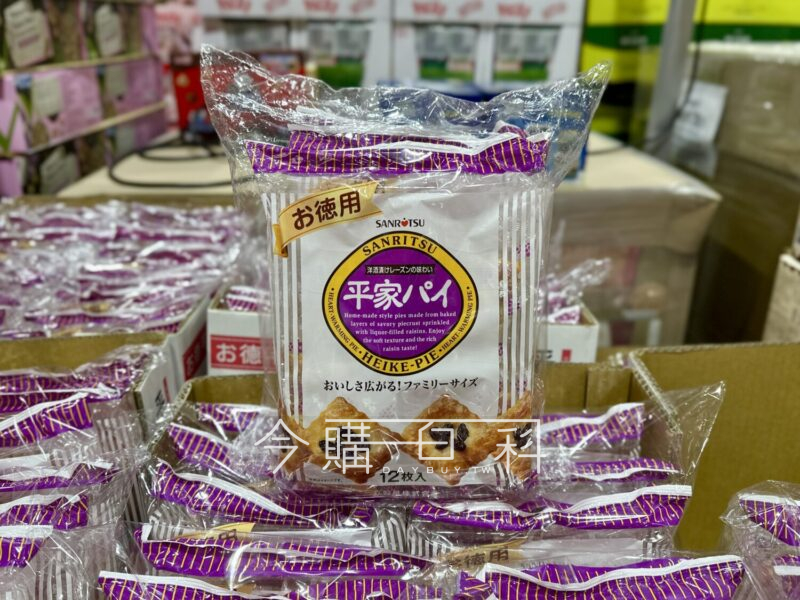 お徳用
SANRITSU
SANRITSU
洋酒漬けレーズンの味わい
平家パイ
Home-made style pies made from baked
layers of savory piecrust sprinkled
with liquor-filled raisins. Enjoy
the soft texture and the rich
raisin taste!
HEART-WARMING PIE
HEIKE-PIE
HEART-WARMING PIE
おいしさ広がる！ファミリーサイズ
今購百科
DAYBUY.TW
12枚入
お徳
お徳用